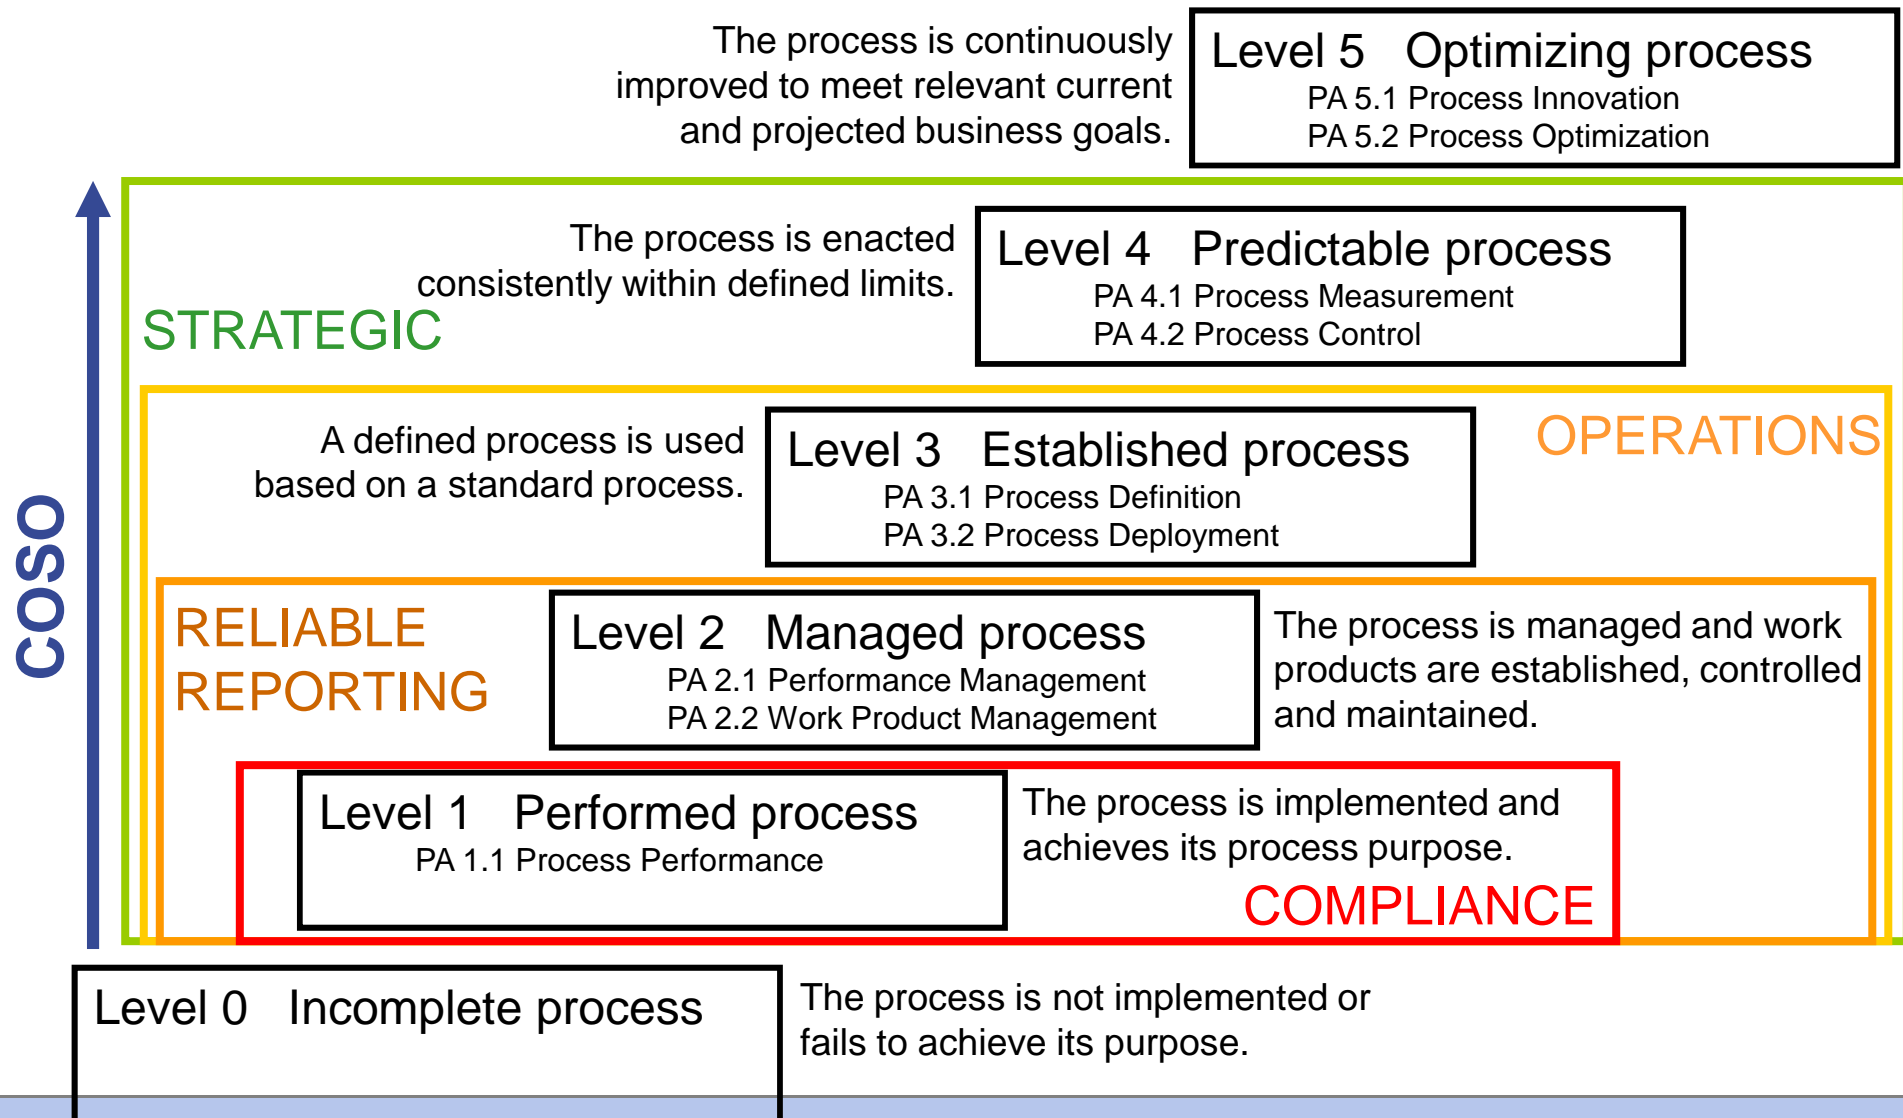 The process is continuously
improved to meet relevant current
and projected business goals.
Level 5 Optimizing process
PA 5.1 Process Innovation
PA 5.2 Process Optimization
The process is enacted
consistently within defined limits.
Level 4 Predictable process
PA 4.1 Process Measurement
PA 4.2 Process Control
STRATEGIC
A defined process is used
based on a standard process.
Level 3 Established process
PA 3.1 Process Definition
PA 3.2 Process Deployment
OPERATIONS
COSO
RELIABLE
REPORTING
Level 2 Managed process
PA 2.1 Performance Management
PA 2.2 Work Product Management
The process is managed and work
products are established, controlled
and maintained.
Level 1 Performed process
PA 1.1 Process Performance
The process is implemented and
achieves its process purpose.
COMPLIANCE
Level 0 Incomplete process
The process is not implemented or
fails to achieve its purpose.